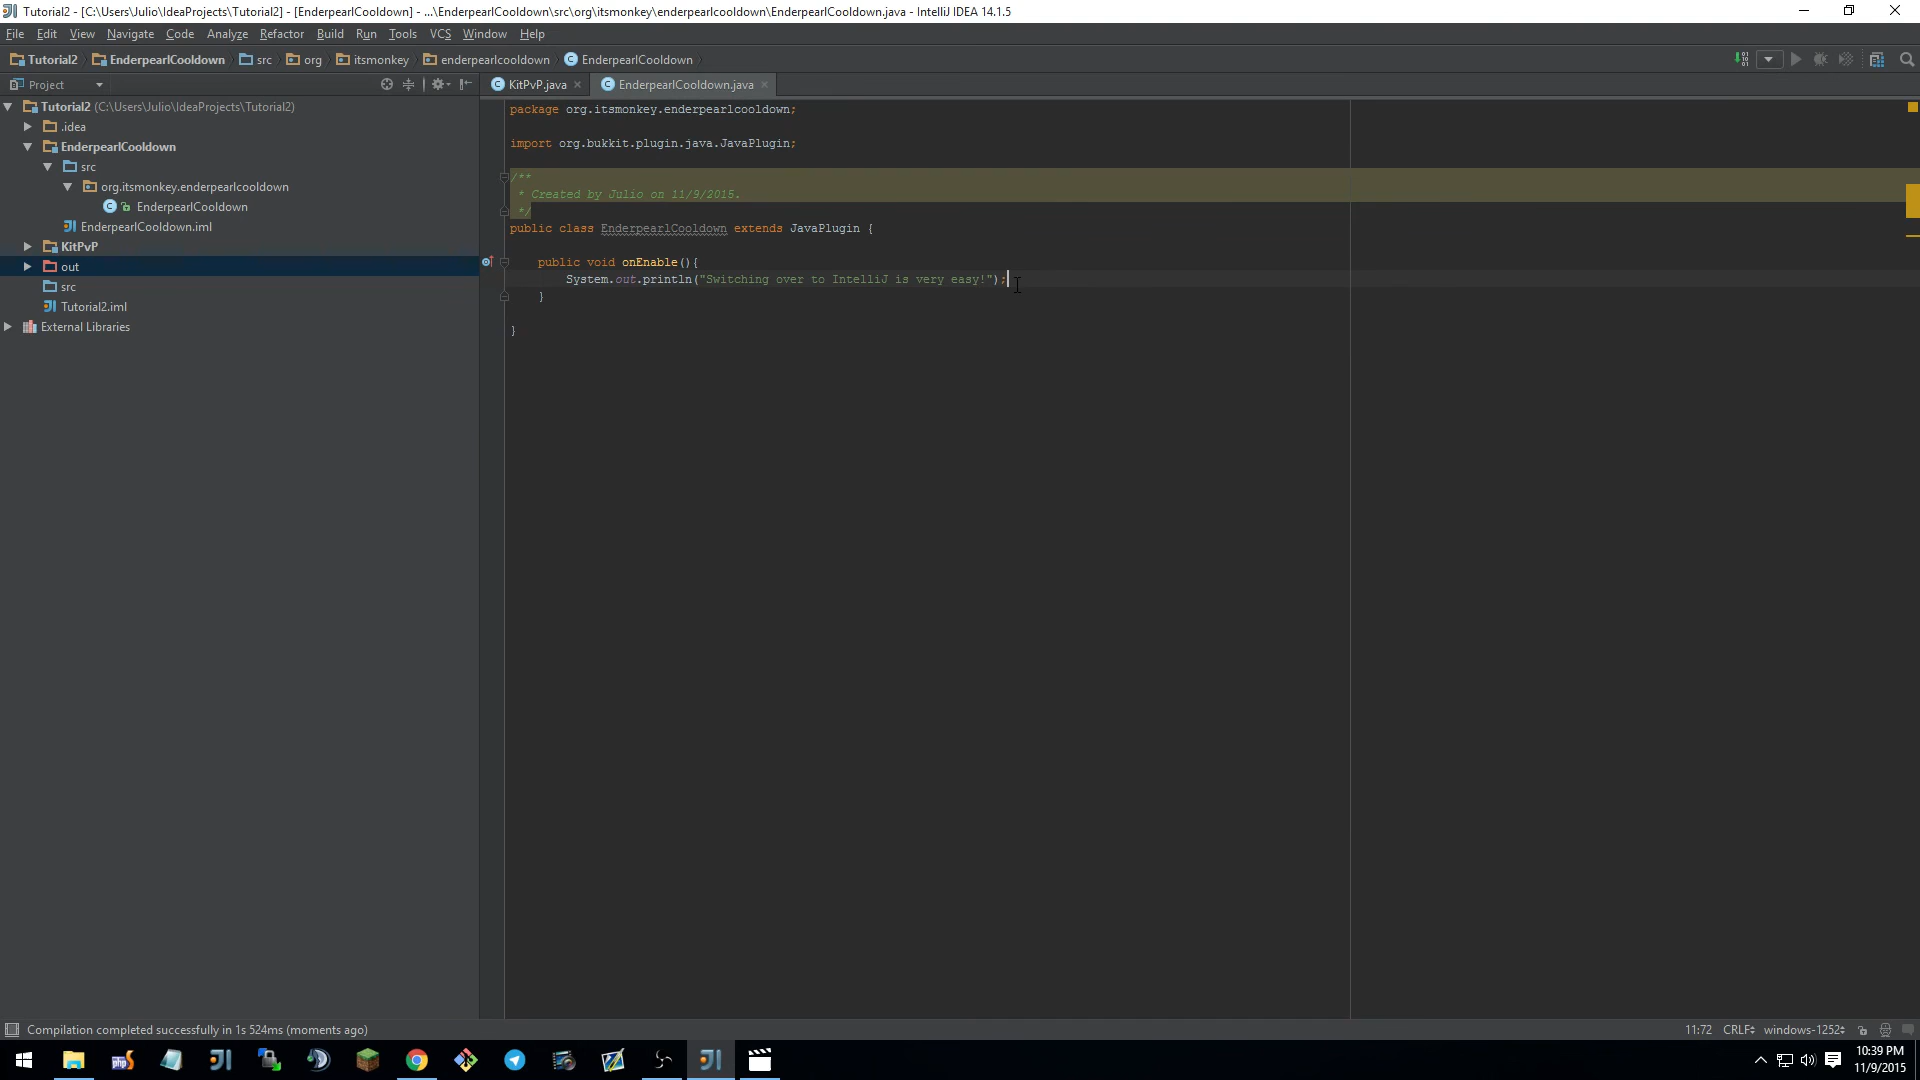 Tutorial2 - [C:\Users\Julio\IdeaProjects\Tutorial2] - [EnderpearlCooldown] - ...\EnderpearlCooldown\src\org\itsmonkey\enderpearlcooldown\EnderpearlCooldown.java - IntelliJ IDEA 14.1.5
File Edit View Navigate Code Analyze Refactor Build Run Tools VCS Window Help
Tutorial2 EnderpearlCooldown src org itsmonkey enderpearlcooldown EnderpearlCooldown
Project
KitPvP.java EnderpearlCooldown.java
Tutorial2 (C:\Users\Julio\IdeaProjects\Tutorial2)
.idea
EnderpearlCooldown
src
org.itsmonkey.enderpearlcooldown
EnderpearlCooldown
EnderpearlCooldown.iml
KitPvP
out
src
Tutorial2.iml
External Libraries
package org.itsmonkey.enderpearlcooldown;
import org.bukkit.plugin.java.JavaPlugin;
/**
* Created by Julio on 11/9/2015.
*/
public class EnderpearlCooldown extends JavaPlugin {
public void onEnable(){
System.out.println("Switching over to IntelliJ is very easy!");
}
}
Compilation completed successfully in 1s 524ms (moments ago)
11:72 CRLF windows-1252
php
10:39 PM
11/9/2015